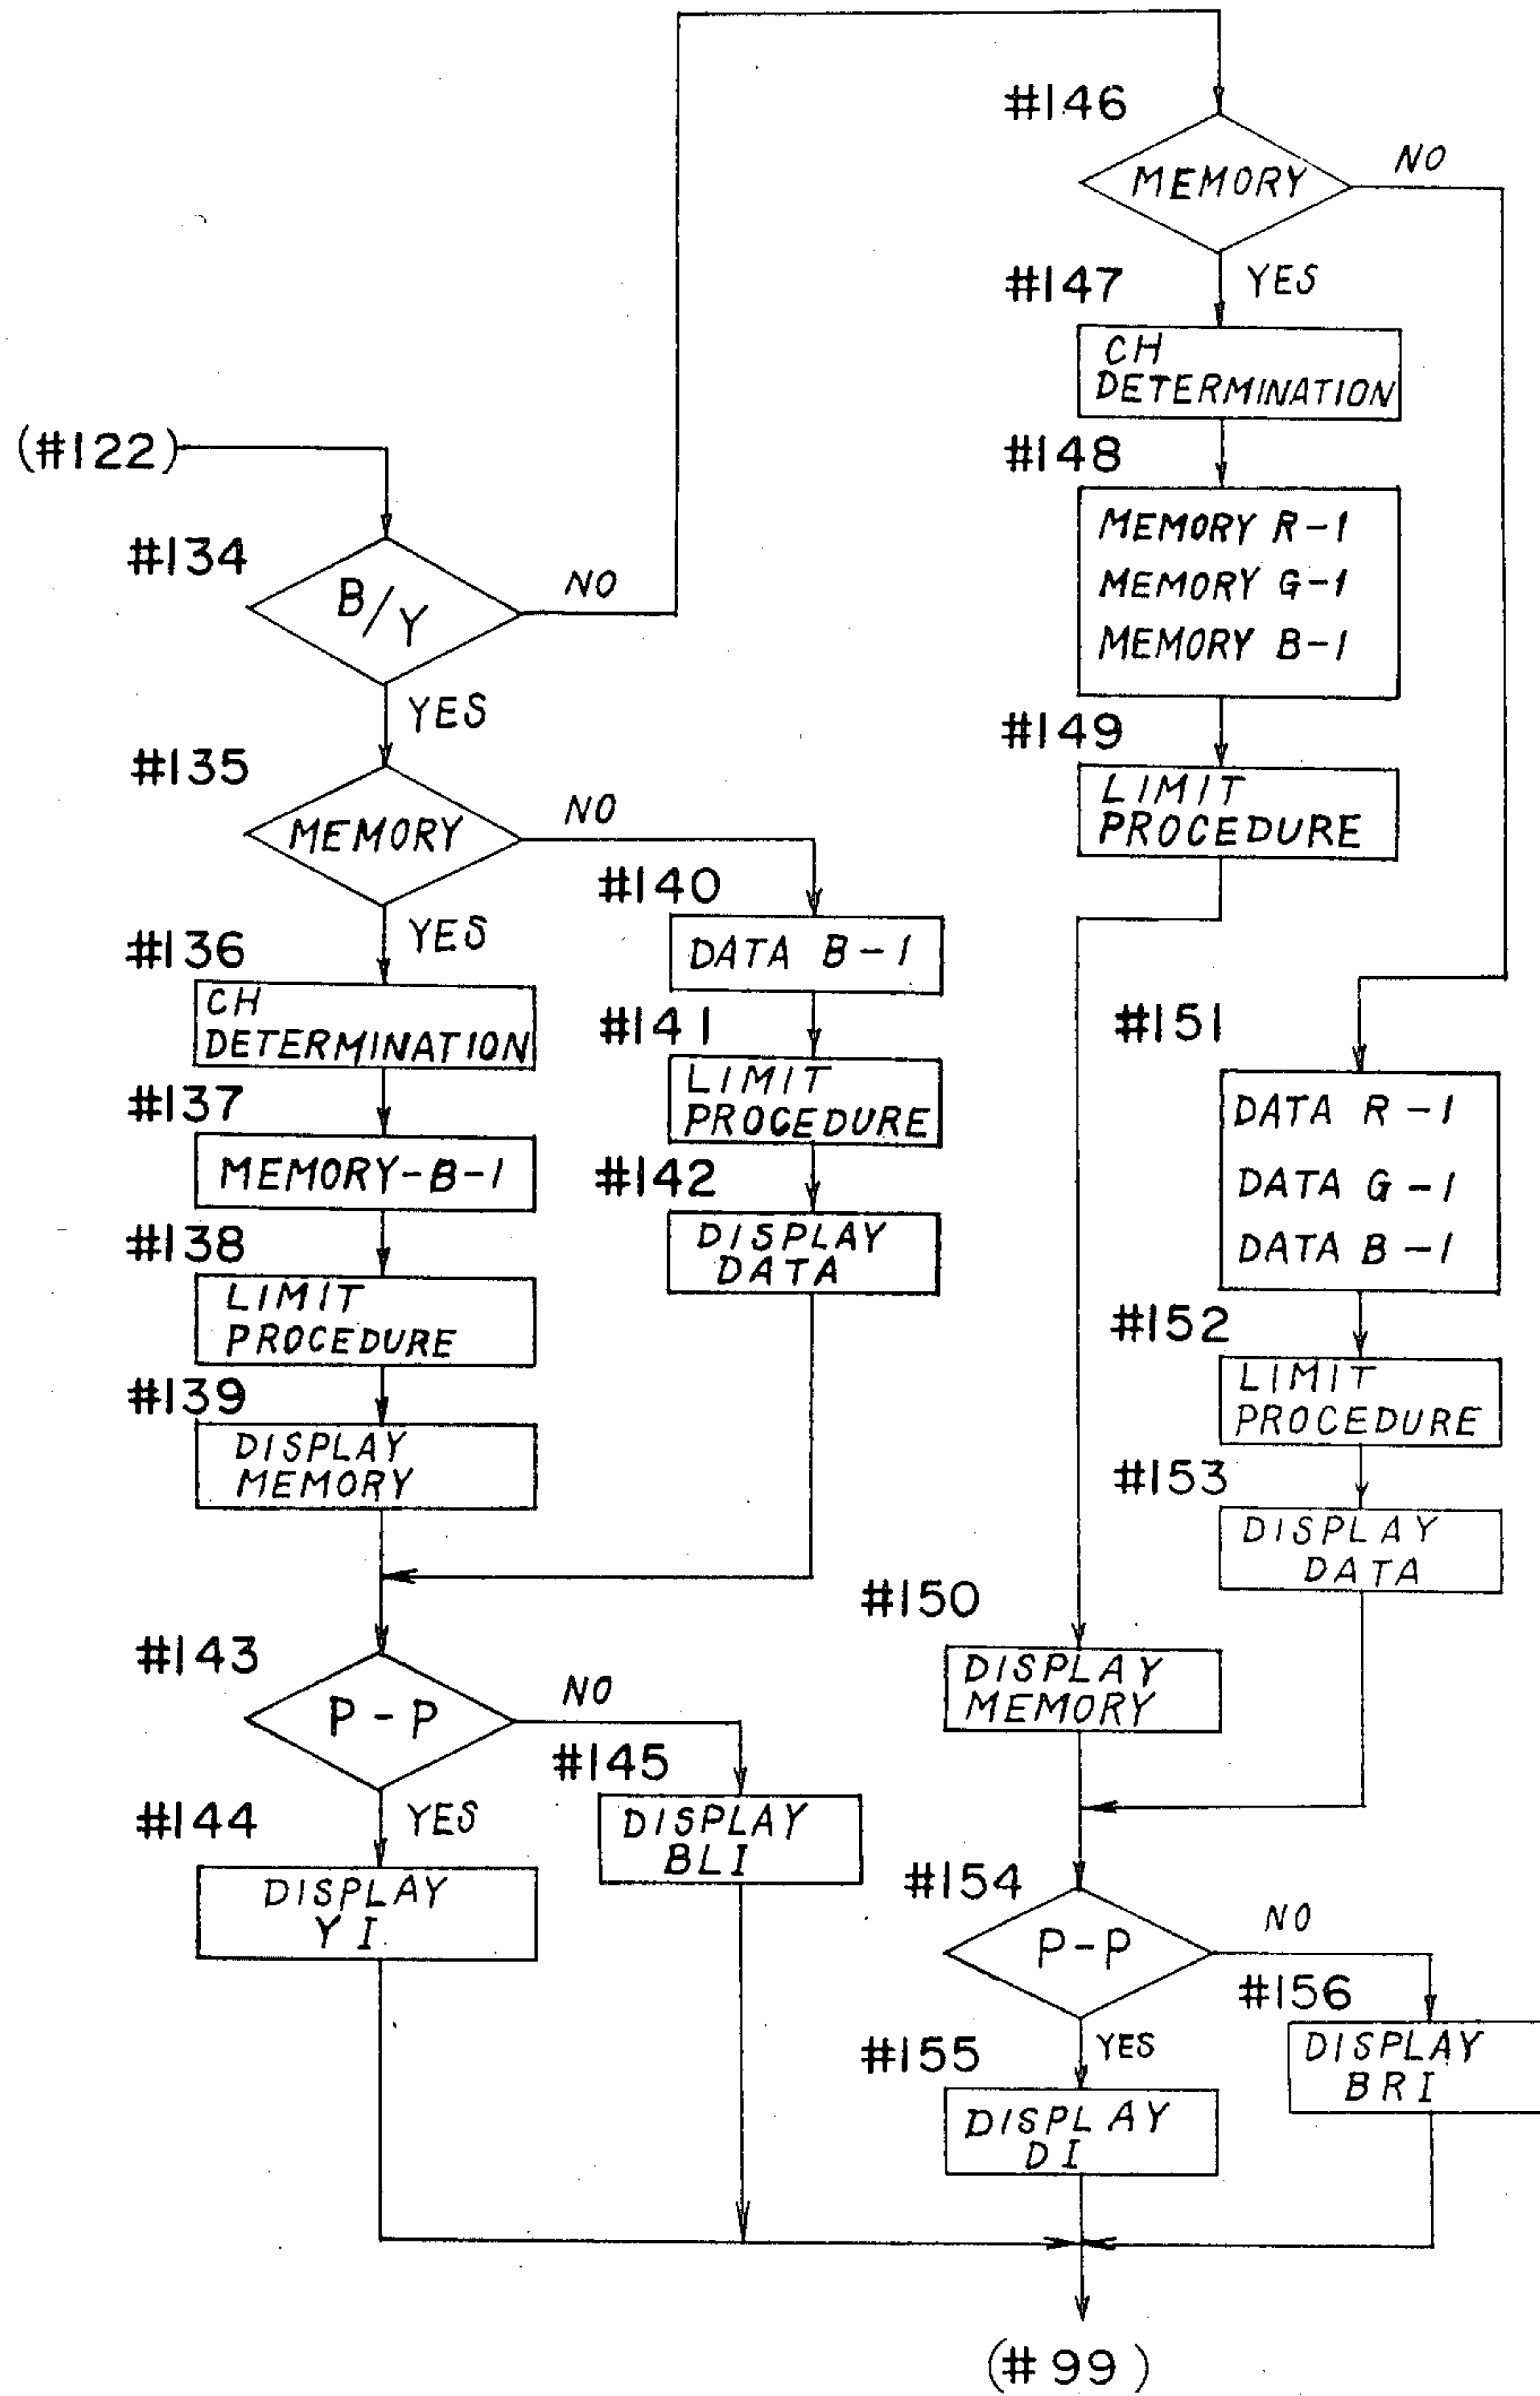 (#122)
#134
B/Y
NO
YES
#135
MEMORY
NO
YES
#136
CH
DETERMINATION
#137
MEMORY-B-1
#138
LIMIT
PROCEDURE
#139
DISPLAY
MEMORY
#140
DATA B-1
#141
LIMIT
PROCEDURE
#142
DISPLAY
DATA
#143
P-P
NO
YES
#144
DISPLAY
YI
#145
DISPLAY
BLI
#146
MEMORY
NO
YES
#147
CH
DETERMINATION
#148
MEMORY R-1
MEMORY G-1
MEMORY B-1
#149
LIMIT
PROCEDURE
#150
DISPLAY
MEMORY
#151
DATA R-1
DATA G-1
DATA B-1
#152
LIMIT
PROCEDURE
#153
DISPLAY
DATA
#154
P-P
NO
YES
#155
DISPLAY
DI
#156
DISPLAY
BRI
(#99)